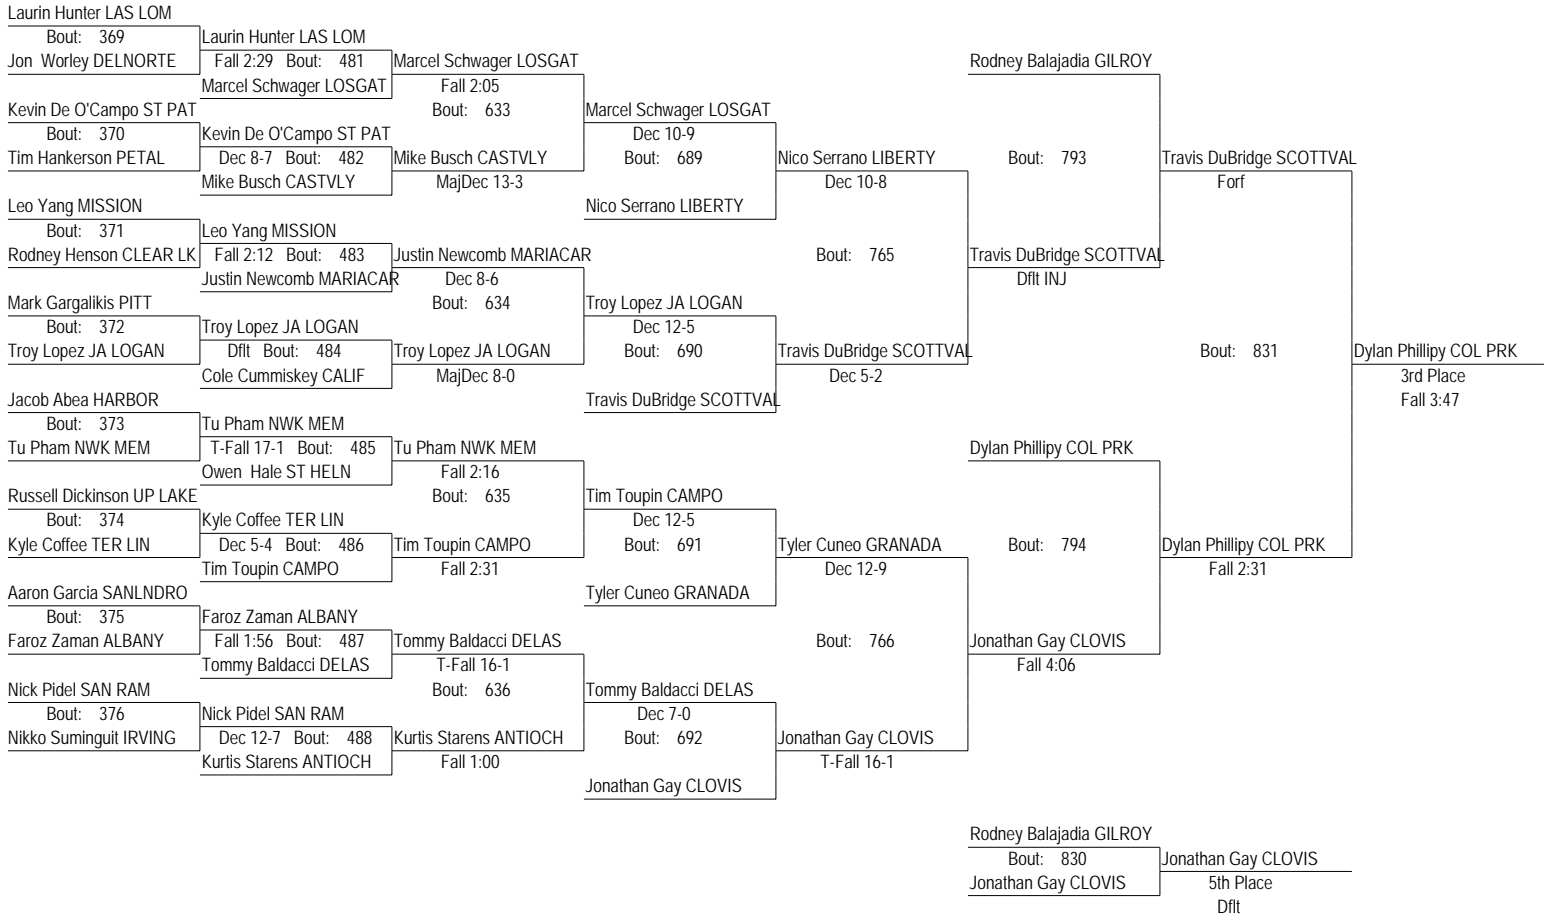 Laurin Hunter LAS LOM
Bout: 369 Laurin Hunter LAS LOM
Jon Worley DELNORTE Fall 2:29 Bout: 481 Marcel Schwager LOSGAT Rodney Balajadia GILROY
Marcel Schwager LOSGAT Fall 2:05
Kevin De O'Campo ST PAT Bout: 633 Marcel Schwager LOSGAT
Bout: 370 Kevin De O'Campo ST PAT Dec 10-9
Tim Hankerson PETAL Dec 8-7 Bout: 482 Mike Busch CASTVLY Bout: 689 Nico Serrano LIBERTY Bout: 793 Travis DuBridge SCOTTVAL
Mike Busch CASTVLY MajDec 13-3 Dec 10-8 Forf
Leo Yang MISSION Nico Serrano LIBERTY
Bout: 371 Leo Yang MISSION
Rodney Henson CLEAR LK Fall 2:12 Bout: 483 Justin Newcomb MARIACAR Bout: 765 Travis DuBridge SCOTTVAL
Justin Newcomb MARIACAR Dec 8-6 Dflt INJ
Mark Gargalikis PITT Bout: 634 Troy Lopez JA LOGAN
Bout: 372 Troy Lopez JA LOGAN Dec 12-5
Troy Lopez JA LOGAN Dflt Bout: 484 Troy Lopez JA LOGAN Bout: 690 Travis DuBridge SCOTTVAL Bout: 831 Dylan Phillipy COL PRK
Cole Cummiskey CALIF MajDec 8-0 Dec 5-2 3rd Place
Jacob Abea HARBOR Travis DuBridge SCOTTVAL Fall 3:47
Bout: 373 Tu Pham NWK MEM
Tu Pham NWK MEM T-Fall 17-1 Bout: 485 Tu Pham NWK MEM Dylan Phillipy COL PRK
Owen Hale ST HELN Fall 2:16
Russell Dickinson UP LAKE Bout: 635 Tim Toupin CAMPO
Bout: 374 Kyle Coffee TER LIN Dec 12-5
Kyle Coffee TER LIN Dec 5-4 Bout: 486 Tim Toupin CAMPO Bout: 691 Tyler Cuneo GRANADA Bout: 794 Dylan Phillipy COL PRK
Tim Toupin CAMPO Fall 2:31 Dec 12-9 Fall 2:31
Aaron Garcia SANLNDRO Tyler Cuneo GRANADA
Bout: 375 Faroz Zaman ALBANY
Faroz Zaman ALBANY Fall 1:56 Bout: 487 Tommy Baldacci DELAS Bout: 766 Jonathan Gay CLOVIS
Tommy Baldacci DELAS T-Fall 16-1 Fall 4:06
Nick Pidel SAN RAM Bout: 636 Tommy Baldacci DELAS
Bout: 376 Nick Pidel SAN RAM Dec 7-0
Nikko Suminguit IRVING Dec 12-7 Bout: 488 Kurtis Starens ANTIOCH Bout: 692 Jonathan Gay CLOVIS
Kurtis Starens ANTIOCH Fall 1:00 T-Fall 16-1
Jonathan Gay CLOVIS
Rodney Balajadia GILROY
Bout: 830 Jonathan Gay CLOVIS
Jonathan Gay CLOVIS 5th Place
Dflt